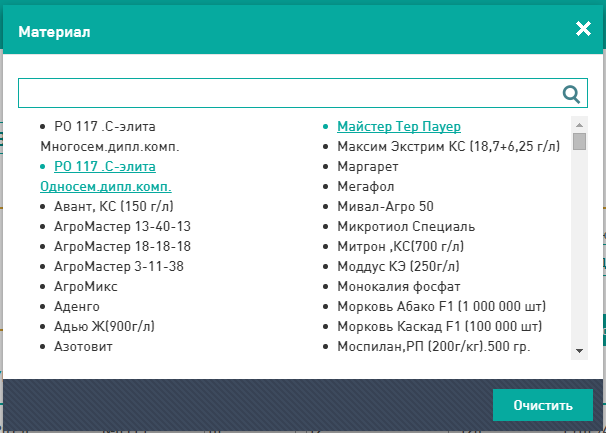 Материал
РО 117 .С-элита
Многосем.дипл.комп.
РО 117 .С-элита
Односем.дипл.комп.
Авант, КС (150 г/л)
АгроМастер 13-40-13
АгроМастер 18-18-18
АгроМастер 3-11-38
АгроМикс
Аденго
Адью Ж(900г/л)
Азотовит
Майстер Тер Пауер
Максим Экстрим КС (18,7+6,25 г/л)
Маргарет
Мегафол
Мивал-Агро 50
Микротиол Специаль
Митрон ,КС(700 г/л)
Моддус КЭ (250г/л)
Монокалия фосфат
Морковь Абако F1 (1 000 000 шт)
Морковь Каскад F1 (100 000 шт)
Моспилан,РП (200г/кг).500 гр.
Очистить